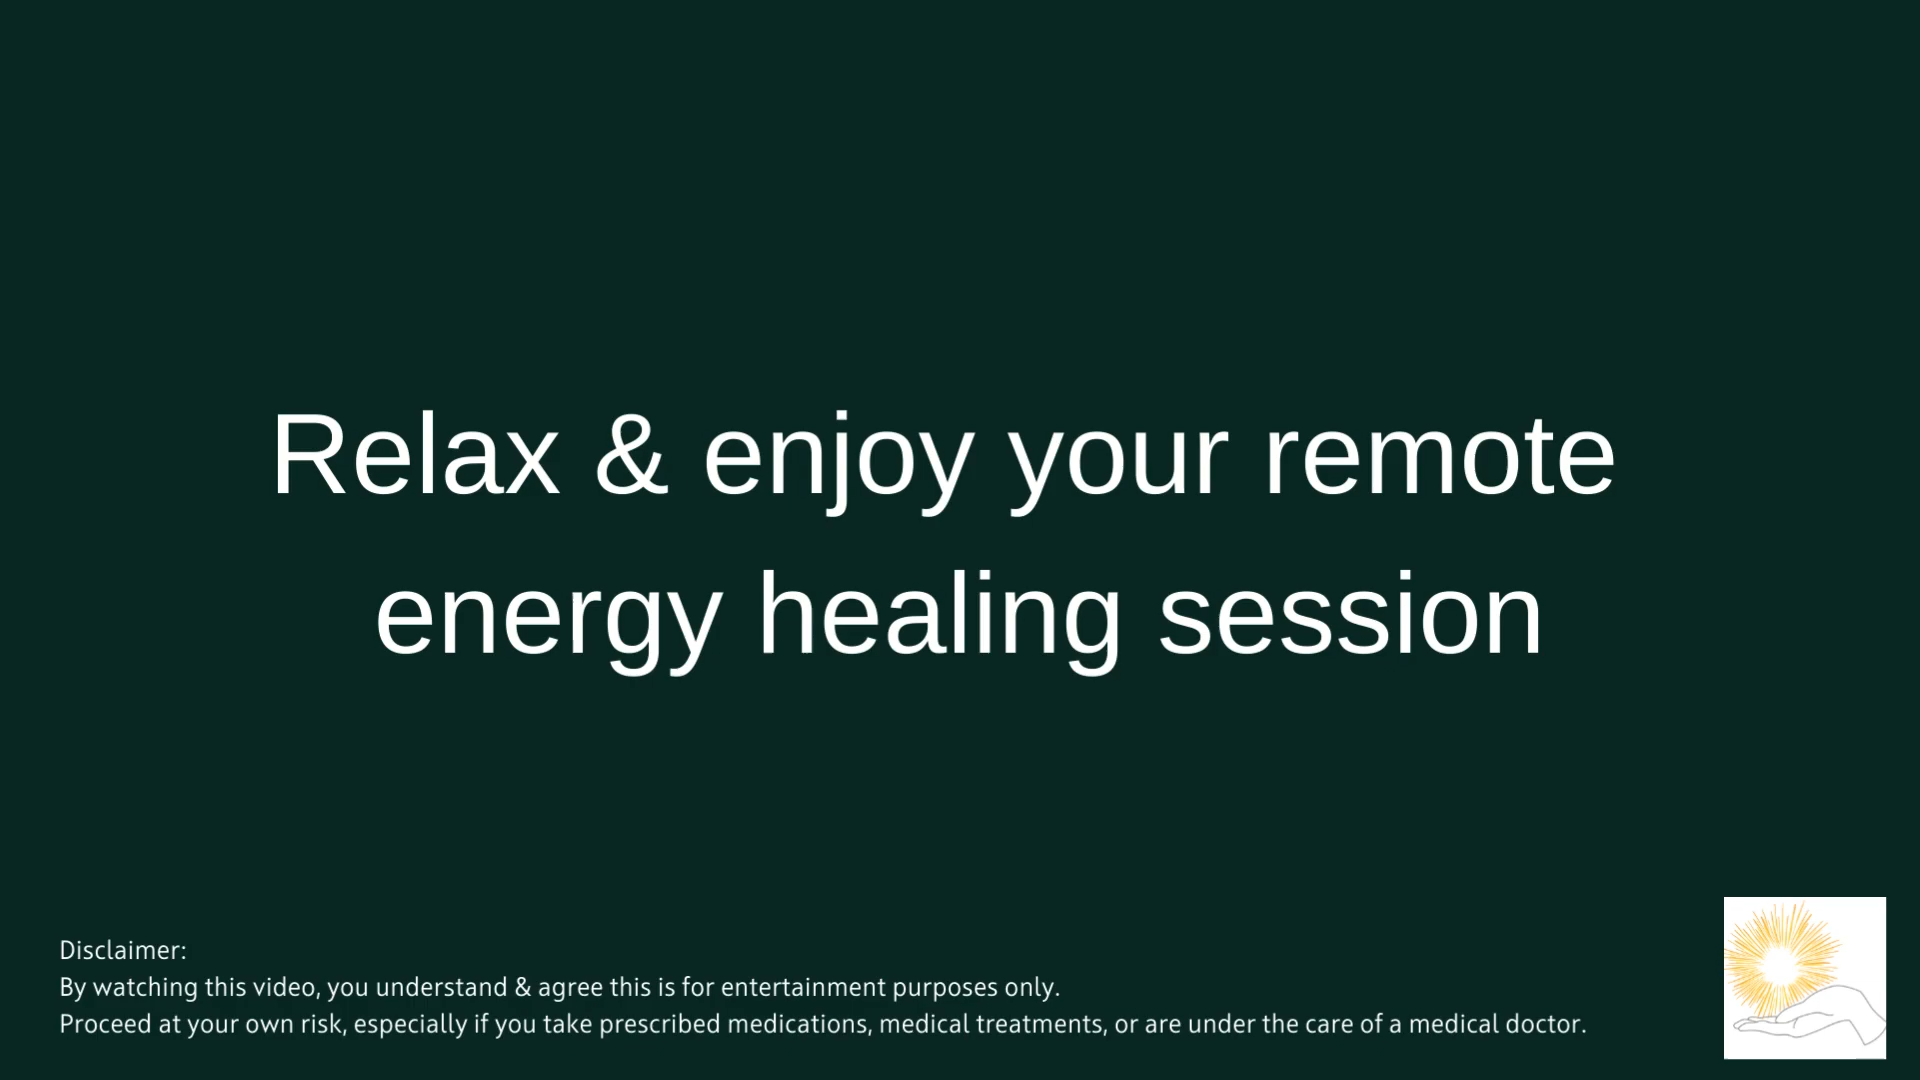 Relax & enjoy your remote
energy healing session
Disclaimer:
By watching this video, you understand & agree this is for entertainment purposes only.
Proceed at your own risk, especially if you take prescribed medications, medical treatments, or are under the care of a medical doctor.